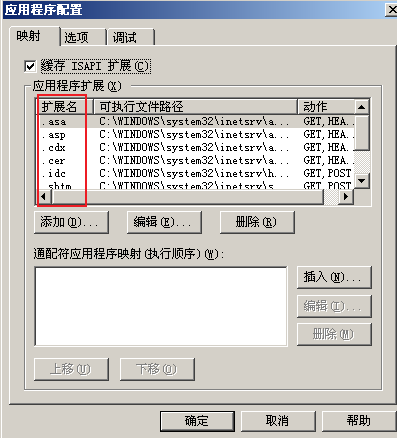 应用程序配置
映射 选项 调试
缓存 ISAPI 扩展(C)
应用程序扩展(X)
扩展名 可执行文件路径 动作
.asa C:\WINDOWS\system32\inetsrv\a... GET,HEA...
.asp C:\WINDOWS\system32\inetsrv\a... GET,HEA...
.cdx C:\WINDOWS\system32\inetsrv\a... GET,HEA...
.cer C:\WINDOWS\system32\inetsrv\a... GET,HEA...
.idc C:\WINDOWS\system32\inetsrv\h... GET,POST
.shtm C:\WINDOWS\system32\inetsrv\s... GET,POST
添加(D)... 编辑(E)... 删除(R)
通配符应用程序映射(执行顺序)(W):
插入(N)...
编辑(I)...
删除(M)
上移(U) 下移(O)
确定 取消 帮助